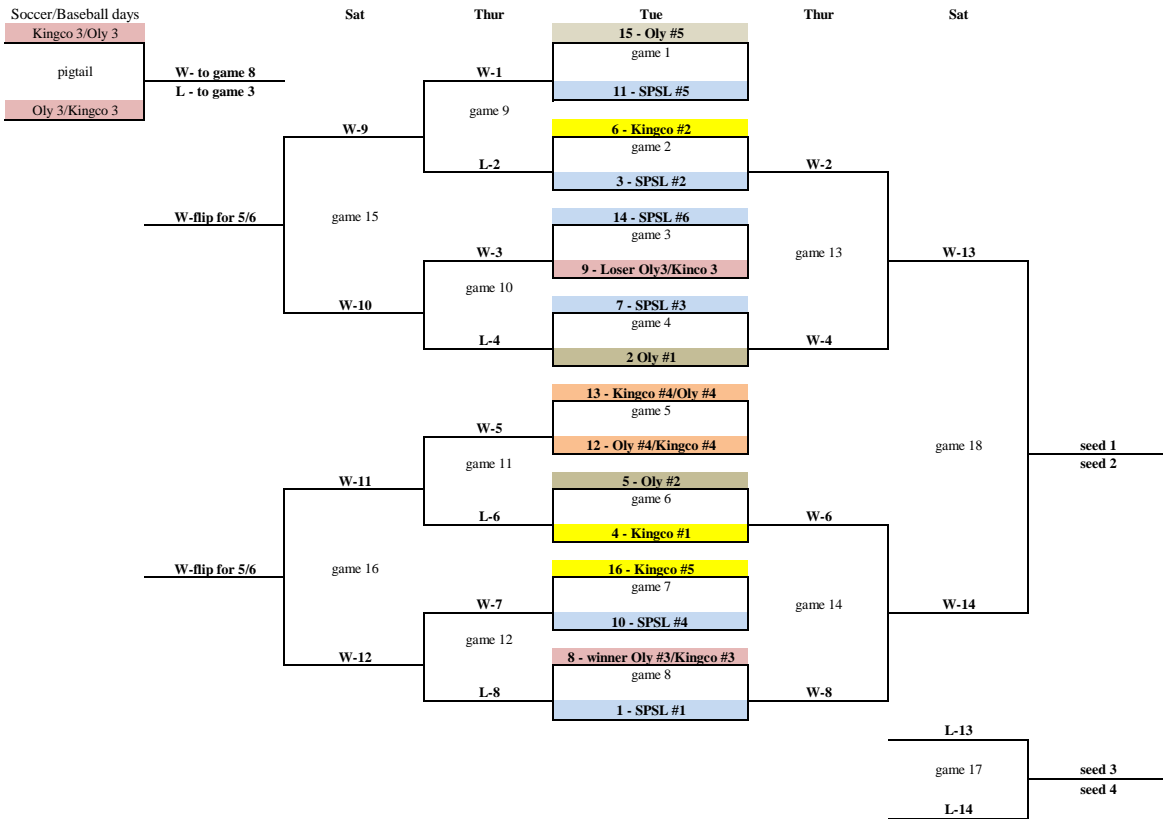 Soccer/Baseball days
Sat Thur Tue Thur Sat
Kingco 3/Oly 3
15 - Oly #5
game 1
pigtail
W- to game 8
W-1
L - to game 3
11 - SPSL #5
Oly 3/Kingco 3
game 9
W-9
6 - Kingco #2
game 2
L-2
W-2
3 - SPSL #2
W-flip for 5/6
game 15
14 - SPSL #6
game 3
W-3
game 13
W-13
9 - Loser Oly3/Kinco 3
game 10
W-10
7 - SPSL #3
game 4
L-4
W-4
2 Oly #1
13 - Kingco #4/Oly #4
game 5
W-5
12 - Oly #4/Kingco #4
game 18
seed 1
game 11
seed 2
W-11
5 - Oly #2
game 6
L-6
W-6
4 - Kingco #1
W-flip for 5/6
game 16
16 - Kingco #5
game 7
W-7
game 14
W-14
10 - SPSL #4
game 12
W-12
8 - winner Oly #3/Kingco #3
game 8
L-8
W-8
1 - SPSL #1
L-13
game 17
seed 3
seed 4
L-14